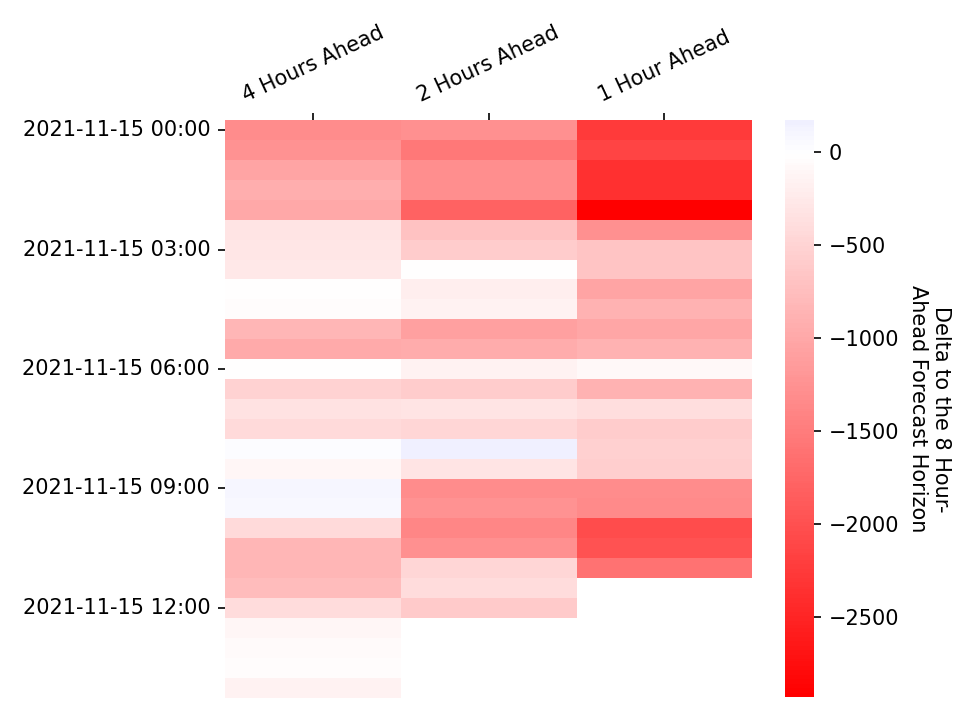 4 Hours Ahead
2 Hours Ahead
1 Hour Ahead
2021-11-15 00:00
2021-11-15 03:00
2021-11-15 06:00
2021-11-15 09:00
2021-11-15 12:00
0
−500
−1000
−1500
−2000
−2500
Delta to the 8 Hour-
Ahead Forecast Horizon